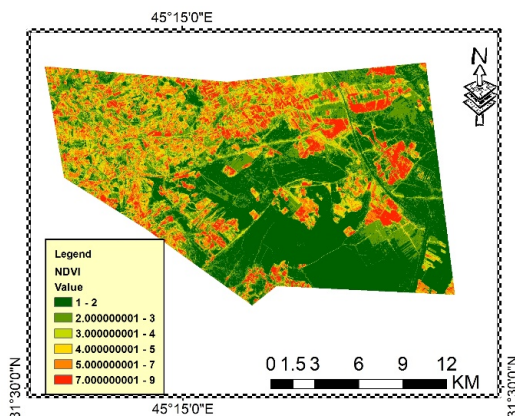 45°15'0"E
N
Legend
NDVI
Value
1 - 2
2.000000001 - 3
3.000000001 - 4
4.000000001 - 5
5.000000001 - 7
7.000000001 - 9
0 1.5 3 6 9 12
KM
31°30'0"N
31°30'0"N
45°15'0"E